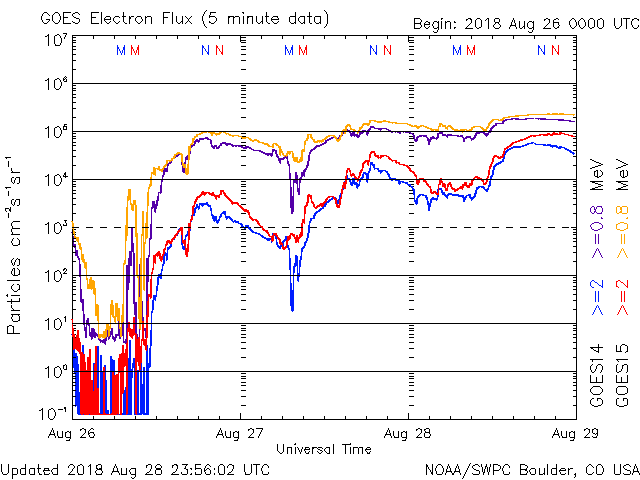 GOES Electron Flux (5 minute data)
Begin: 2018 Aug 26 0000 UTC
10⁷
M M N N M M N N M M N N
10⁶
10⁵
10⁴
10³
10²
10¹
10⁰
10⁻¹
Particles cm⁻²s⁻¹sr⁻¹
Aug 26 Aug 27 Aug 28 Aug 29
Universal Time
GOES14 >=2 >=0.8 MeV
GOES15 >=2 >=0.8 MeV
Updated 2018 Aug 28 23:56:02 UTC
NOAA/SWPC Boulder, CO USA